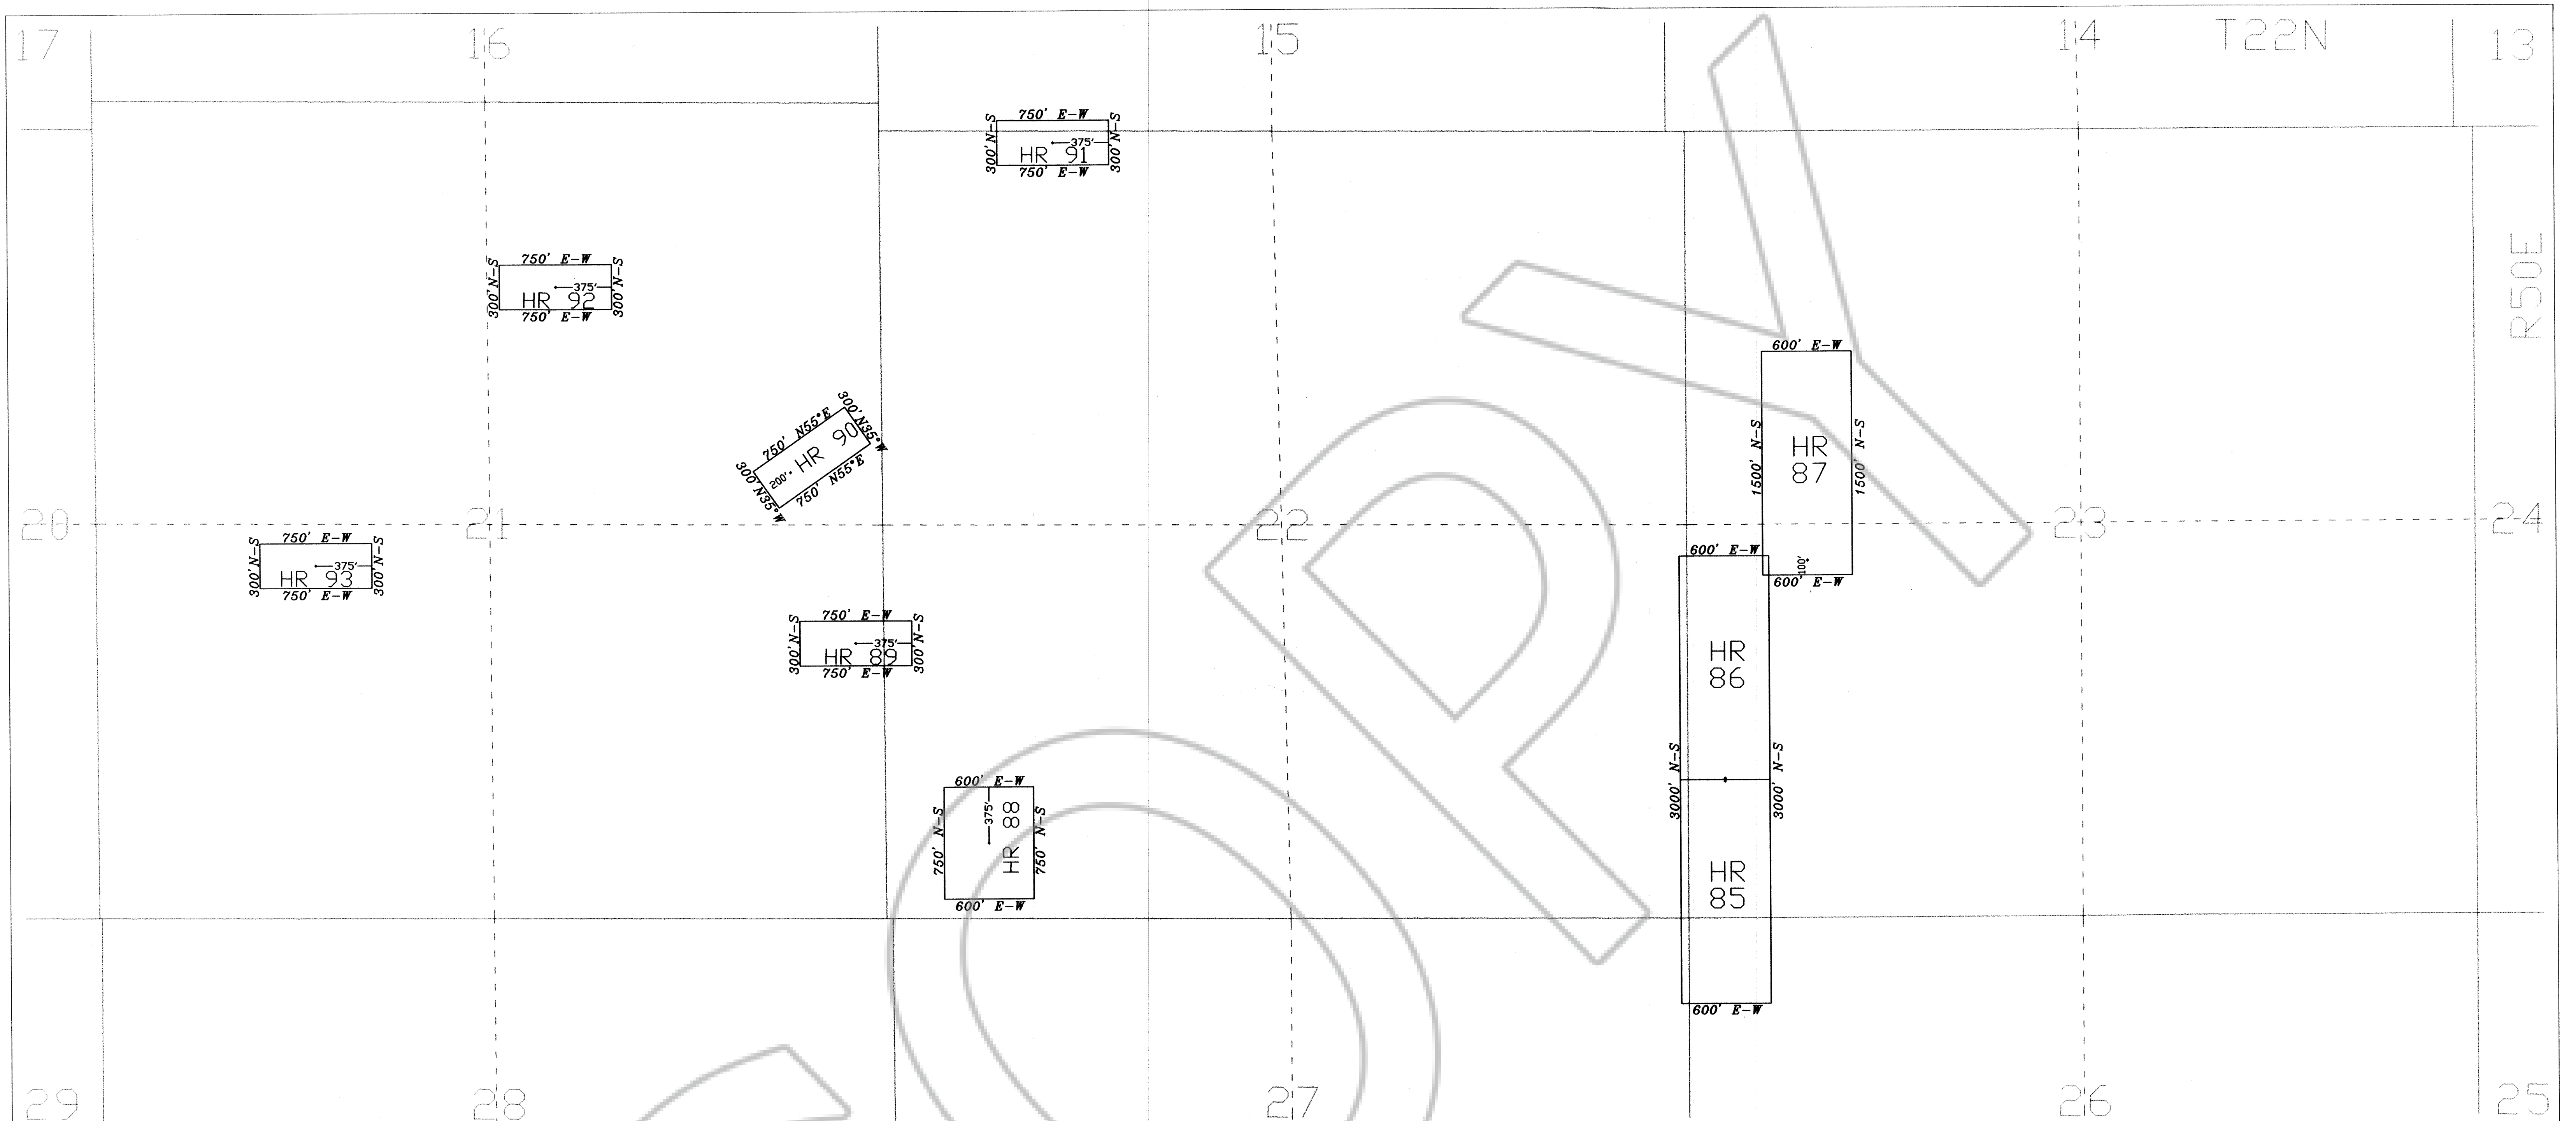 17
16
15
14
T22N
13
750' E-W
300' N-S
375'
300' N-S
HR 91
750' E-W
R50E
750' E-W
300' N-S
375'
300' N-S
HR 92
750' E-W
600' E-W
1500' N-S
HR
87
1500' N-S
100'
600' E-W
300' N35°W
750' N55°E
HR 90
200'
300' N35°W
750' N55°E
20
21
22
23
24
750' E-W
300' N-S
375'
300' N-S
HR 93
750' E-W
600' E-W
HR
86
3000' N-S
3000' N-S
HR
85
600' E-W
750' E-W
300' N-S
375'
300' N-S
HR 89
750' E-W
600' E-W
750' N-S
375'
HR 88
750' N-S
600' E-W
29
28
27
26
25
COPY